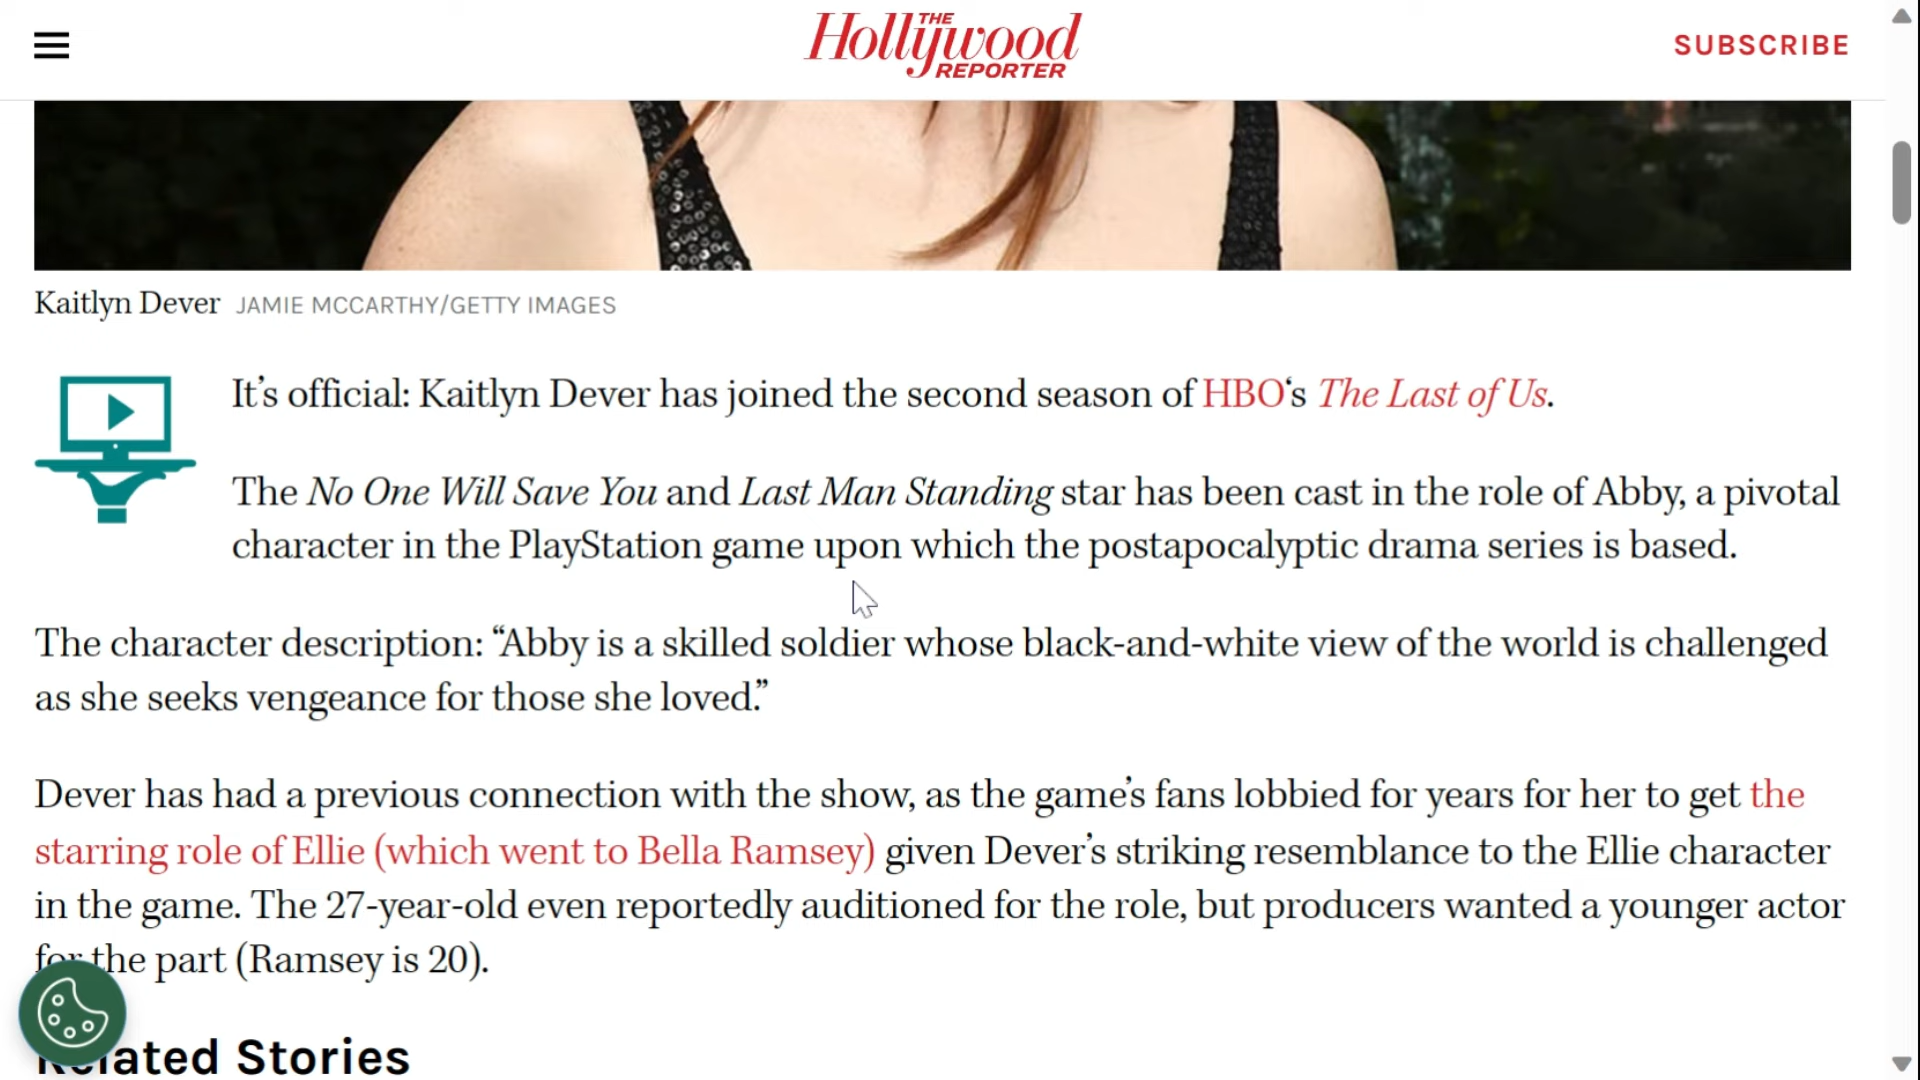 THE
Hollywood
REPORTER
SUBSCRIBE
Kaitlyn Dever JAMIE MCCARTHY/GETTY IMAGES
It’s official: Kaitlyn Dever has joined the second season of HBO‘s The Last of Us.
The No One Will Save You and Last Man Standing star has been cast in the role of Abby, a pivotal
character in the PlayStation game upon which the postapocalyptic drama series is based.
The character description: “Abby is a skilled soldier whose black-and-white view of the world is challenged
as she seeks vengeance for those she loved.”
Dever has had a previous connection with the show, as the game’s fans lobbied for years for her to get the
starring role of Ellie (which went to Bella Ramsey) given Dever’s striking resemblance to the Ellie character
in the game. The 27-year-old even reportedly auditioned for the role, but producers wanted a younger actor
for the part (Ramsey is 20).
Related Stories